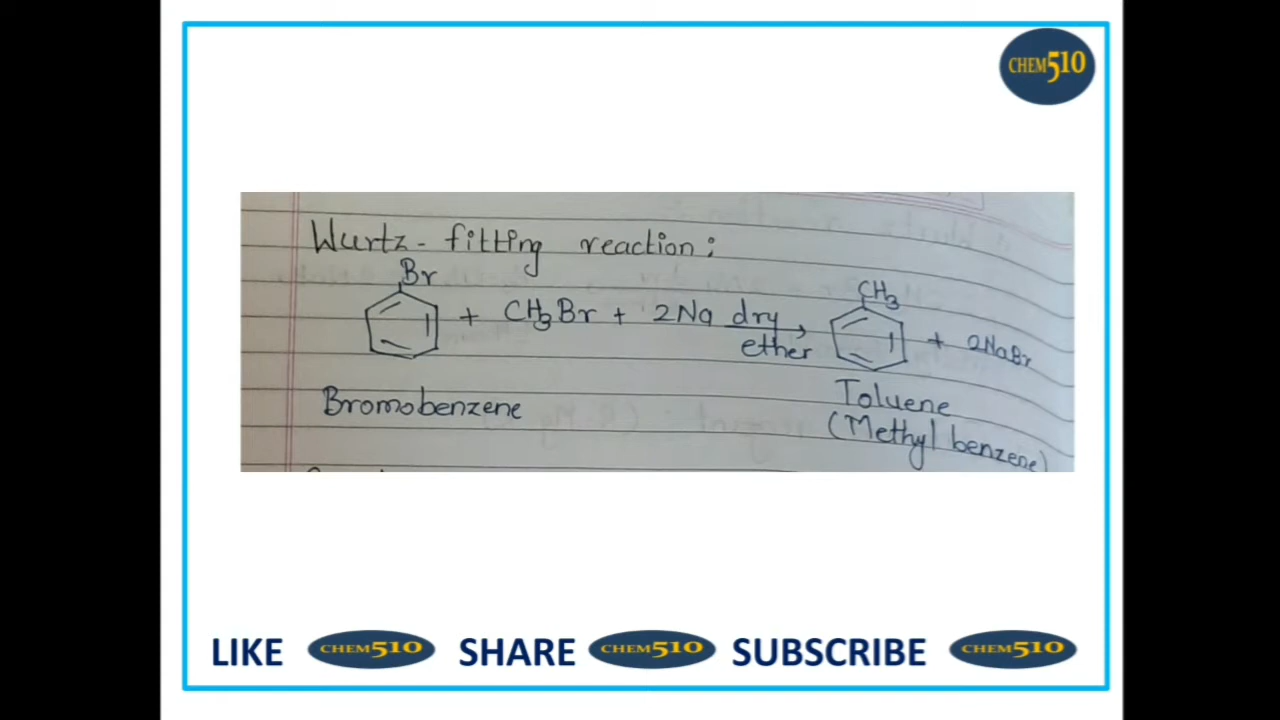 CHEM510
Wurtz - fitting reaction :
Br
CH3
+ CH3Br + 2Na dry ether → + 2NaBr
Bromobenzene
Toluene
(Methyl benzene)
LIKE CHEM510 SHARE CHEM510 SUBSCRIBE CHEM510